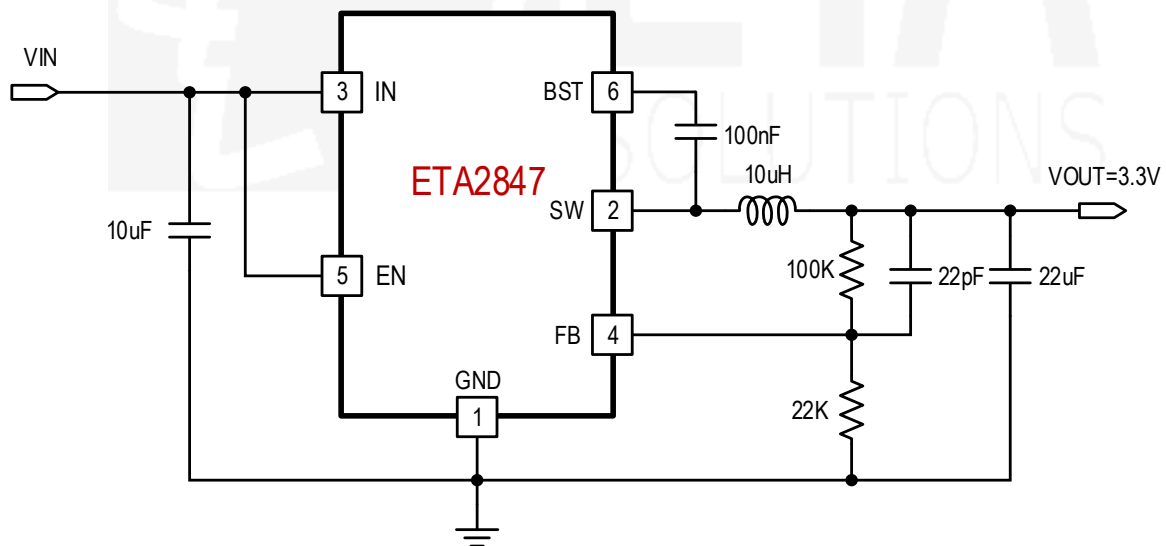 SOLUTIONS
VIN
3 IN
BST 6
100nF
ETA2847
10uH
VOUT=3.3V
SW 2
10uF
5 EN
100K
22pF
22uF
FB 4
GND
1
22K